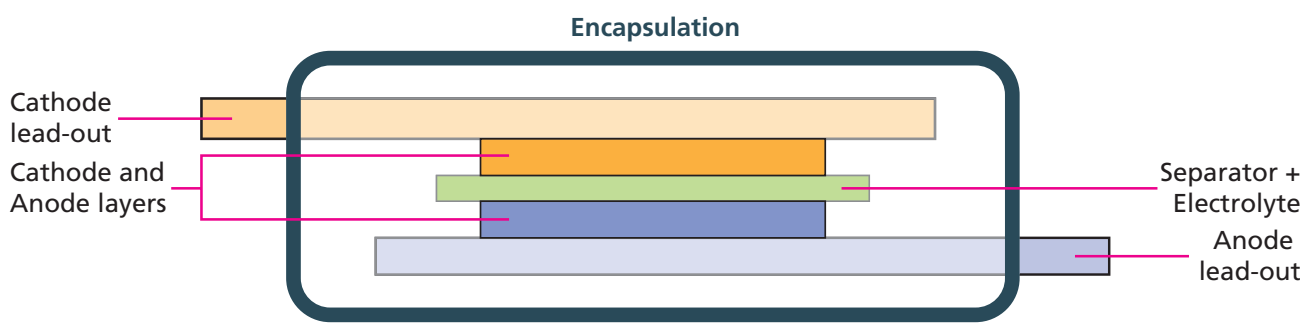 Encapsulation
Cathode
lead-out
Cathode and
Anode layers
Separator +
Electrolyte
Anode
lead-out